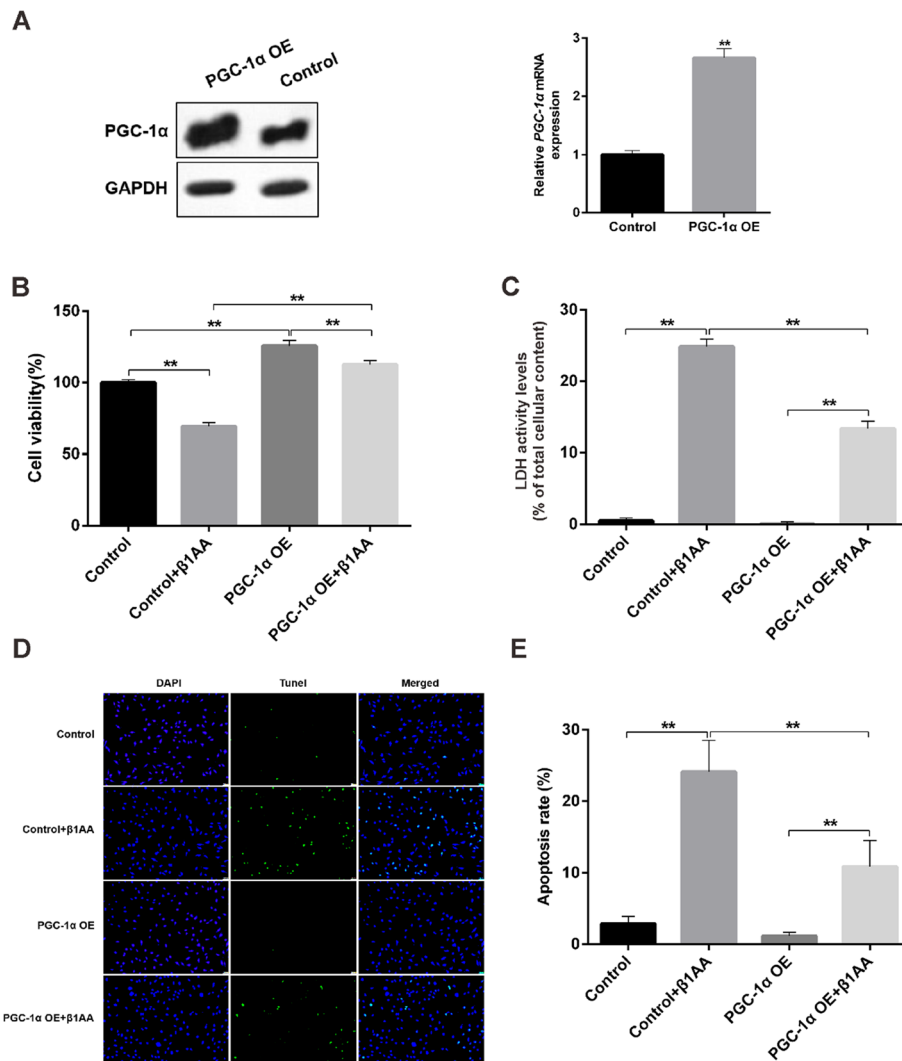 A
PGC-1α OE
Control
PGC-1α
GAPDH
Relative PGC-1α mRNA
expression
3
2
1
0
**
Control
PGC-1α OE
B
Cell viability(%)
150
100
50
0
**
**
**
**
Control
Control+β1AA
PGC-1α OE
PGC-1α OE+β1AA
C
LDH activity levels
(% of total cellular content)
30
20
10
0
**
**
**
Control
Control+β1AA
PGC-1α OE
PGC-1α OE+β1AA
D
DAPI
Tunel
Merged
Control
Control+β1AA
PGC-1α OE
PGC-1α OE+β1AA
E
Apoptosis rate (%)
30
20
10
0
**
**
**
Control
Control+β1AA
PGC-1α OE
PGC-1α OE+β1AA